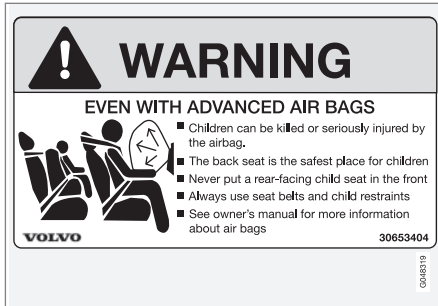 WARNING
EVEN WITH ADVANCED AIR BAGS
■ Children can be killed or seriously injured by
the airbag.
■ The back seat is the safest place for children
■ Never put a rear-facing child seat in the front
■ Always use seat belts and child restraints
■ See owner's manual for more information
about air bags
VOLVO
30653404
G048319